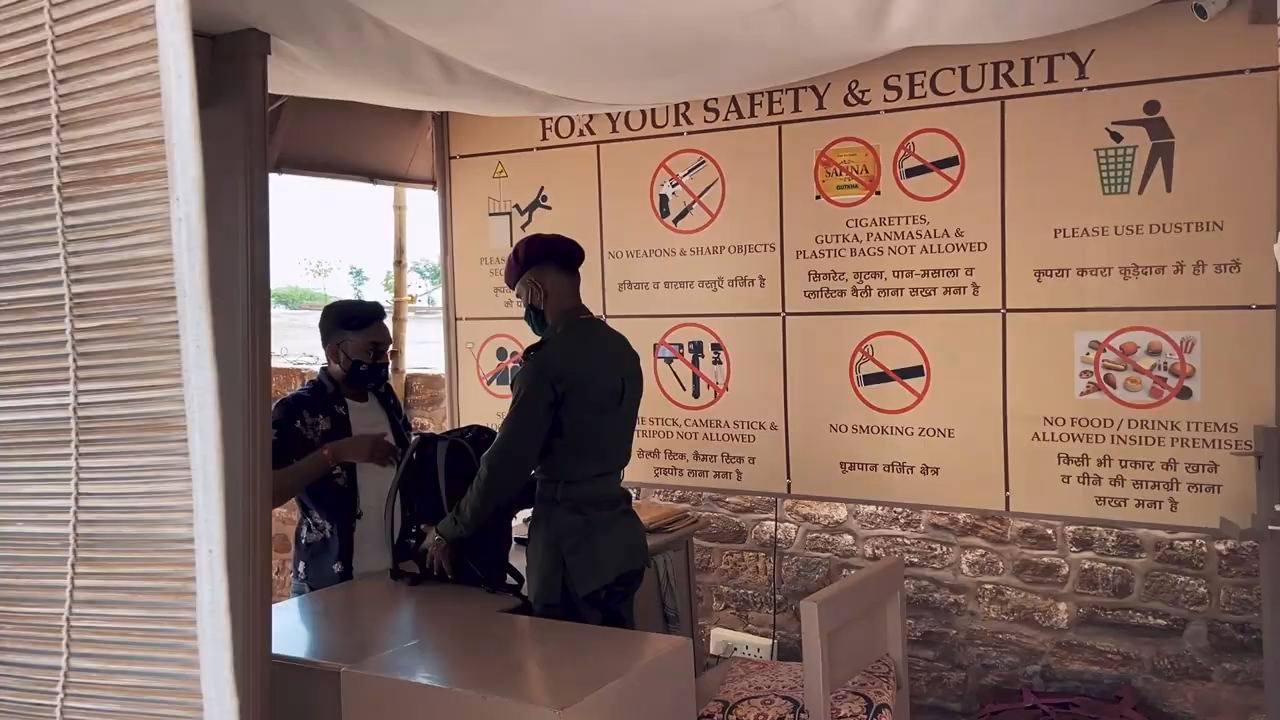 FOR YOUR SAFETY & SECURITY
NO WEAPONS & SHARP OBJECTS
हथियार व धारधार वस्तुएँ वर्जित है
SAFINA
GUTKHA
CIGARETTES,
GUTKA, PANMASALA &
PLASTIC BAGS NOT ALLOWED
सिगरेट, गुटका, पान-मसाला व
प्लास्टिक थैली लाना सख्त मना है
PLEASE USE DUSTBIN
कृपया कचरा कूड़ेदान में ही डालें
STICK, CAMERA STICK &
TRIPOD NOT ALLOWED
सेल्फी स्टिक, कैमरा स्टिक व
ट्राइपोड लाना मना है
NO SMOKING ZONE
धूम्रपान वर्जित क्षेत्र
NO FOOD / DRINK ITEMS
ALLOWED INSIDE PREMISES
किसी भी प्रकार की खाने
व पीने की सामग्री लाना
सख्त मना है